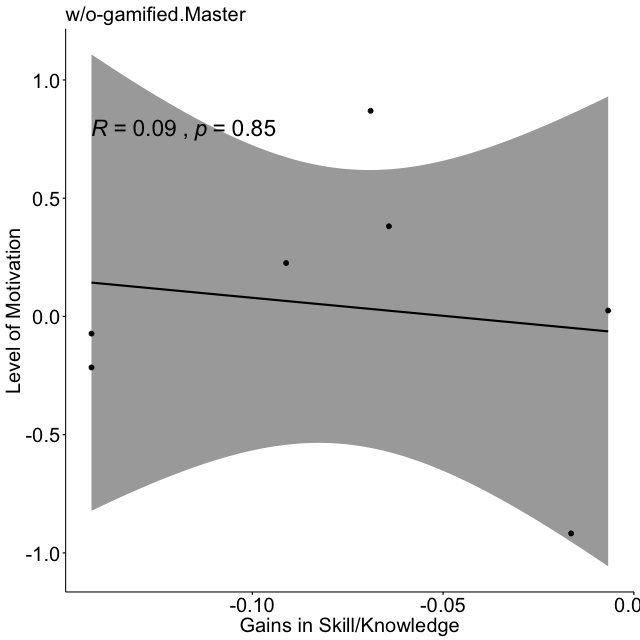 w/o-gamified.Master
R = 0.09 , p = 0.85
Level of Motivation
1.0
0.5
0.0
-0.5
-1.0
-0.10
-0.05
0.0
Gains in Skill/Knowledge